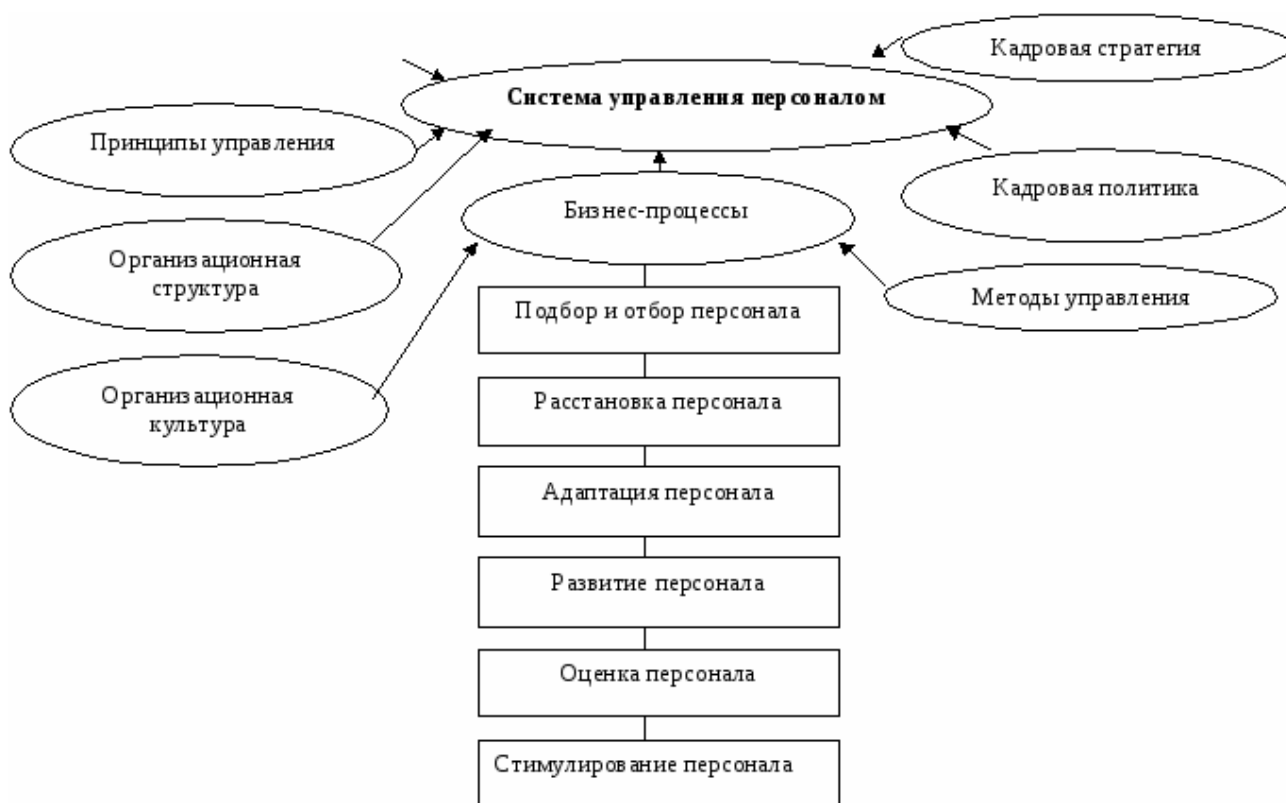 Кадровая стратегия
Система управления персоналом
Принципы управления
Кадровая политика
Бизнес-процессы
Организационная
структура
Методы управления
Подбор и отбор персонала
Организационная
культура
Расстановка персонала
Адаптация персонала
Развитие персонала
Оценка персонала
Стимулирование персонала